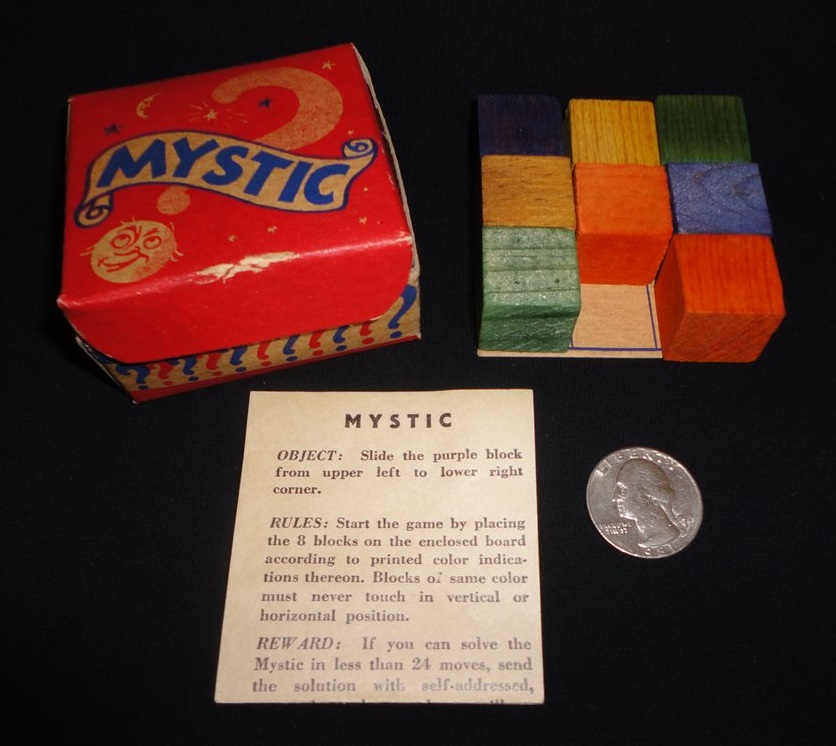 MYSTIC
MYSTIC
OBJECT: Slide the purple block
from upper left to lower right
corner.
RULES: Start the game by placing
the 8 blocks on the enclosed board
according to printed color indica-
tions thereon. Blocks of same color
must never touch in vertical or
horizontal position.
REWARD: If you can solve the
Mystic in less than 24 moves, send
the solution with self-addressed,
LIBERTY